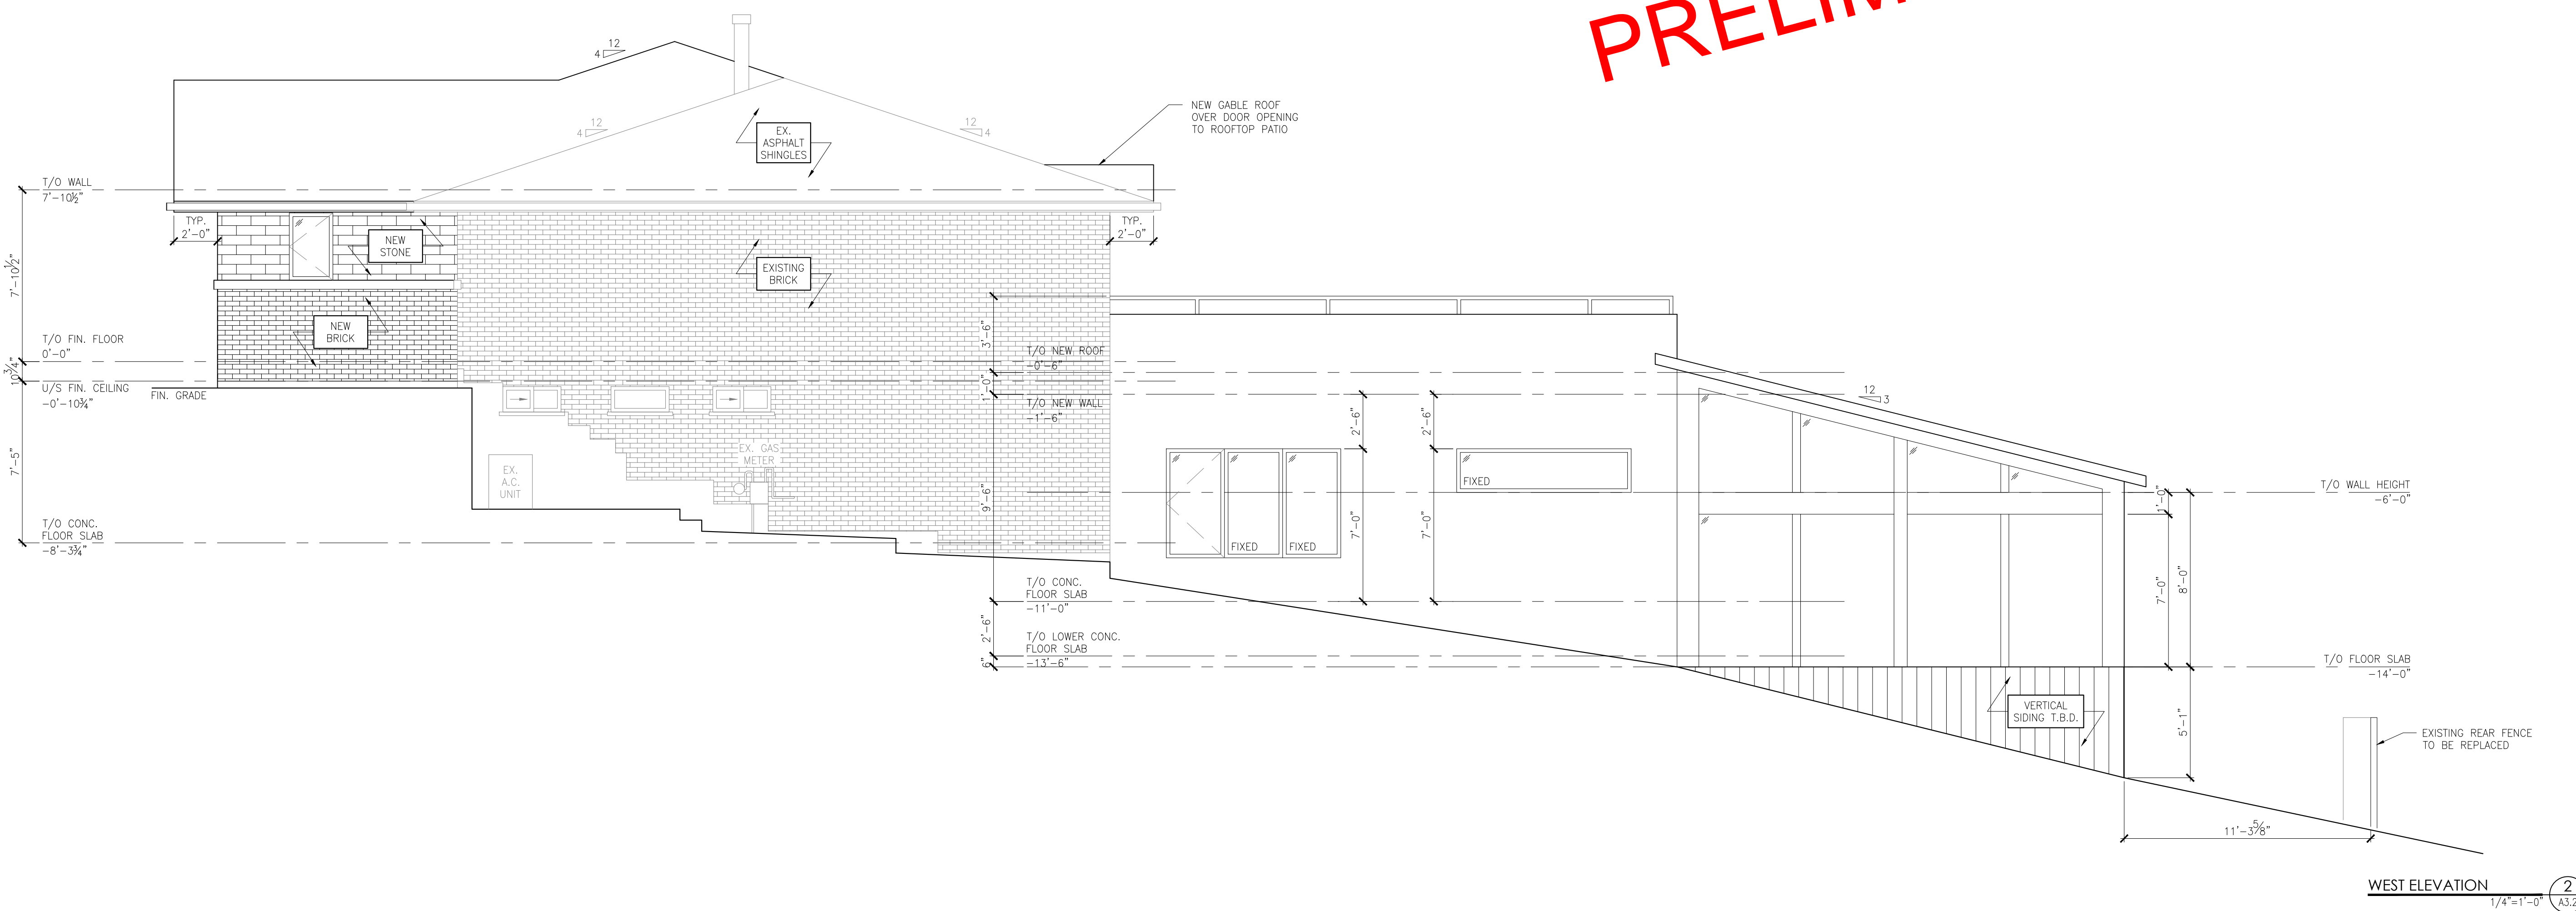 PRELIM
12
4
12
4
12
4
EX.
ASPHALT
SHINGLES
NEW GABLE ROOF
OVER DOOR OPENING
TO ROOFTOP PATIO
T/O WALL
7'-10½"
TYP.
2'-0"
TYP.
2'-0"
NEW
STONE
EXISTING
BRICK
NEW
BRICK
7'-10½"
T/O FIN. FLOOR
0'-0"
10¾"
U/S FIN. CEILING
-0'-10¾"
FIN. GRADE
7'-5"
T/O CONC.
FLOOR SLAB
-8'-3¾"
EX.
A.C.
UNIT
EX. GAS
METER
3'-6"
T/O NEW ROOF
-0'-6"
1'-0"
T/O NEW WALL
-1'-6"
9'-6"
2'-6"
2'-6"
7'-0"
7'-0"
FIXED
FIXED
FIXED
T/O CONC.
FLOOR SLAB
-11'-0"
2'-6"
T/O LOWER CONC.
FLOOR SLAB
-13'-6"
6"
12
3
T/O WALL HEIGHT
-6'-0"
1'-0"
7'-0"
8'-0"
T/O FLOOR SLAB
-14'-0"
5'-1"
VERTICAL
SIDING T.B.D.
EXISTING REAR FENCE
TO BE REPLACED
11'-3⅝"
WEST ELEVATION
1/4"=1'-0"
2
A3.2